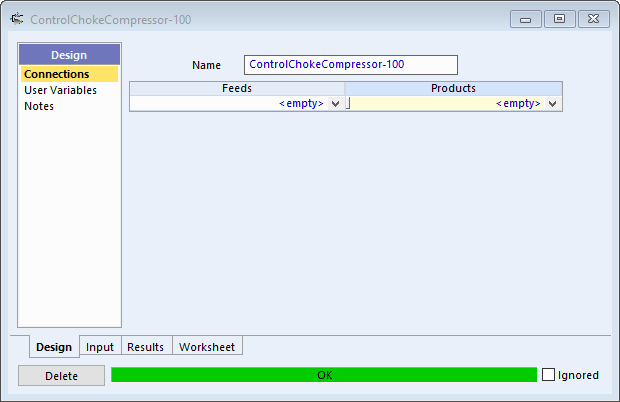 ControlChokeCompressor-100
Design
Connections
User Variables
Notes
Name
ControlChokeCompressor-100
Feeds
Products
<empty>
<empty>
Design
Input
Results
Worksheet
Delete
OK
Ignored